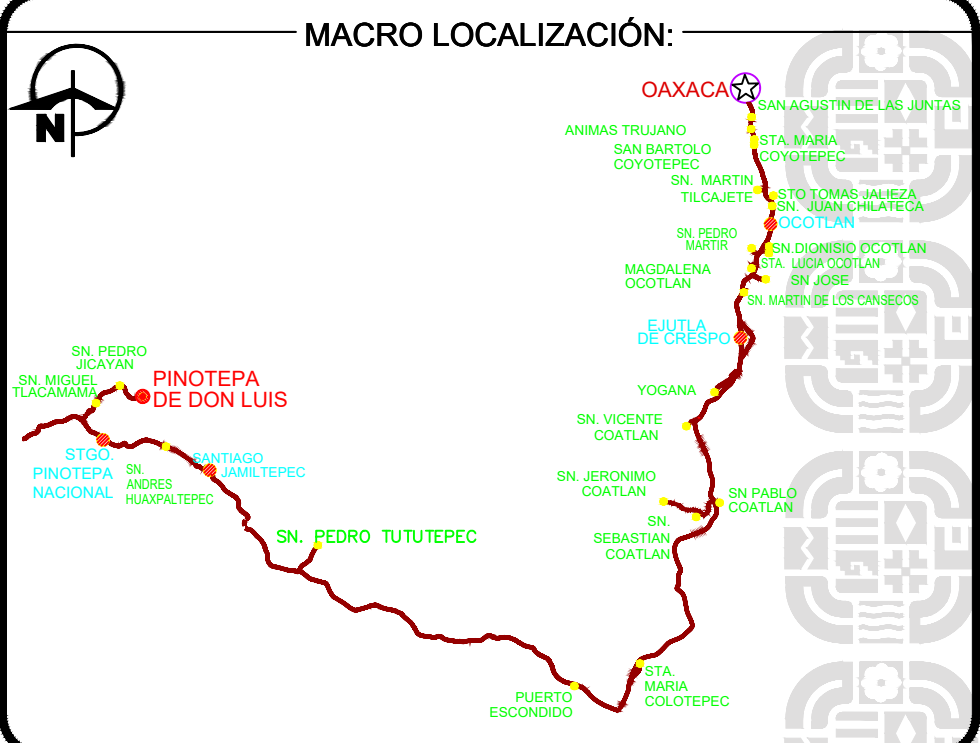 MACRO LOCALIZACIÓN:
N
OAXACA
SAN AGUSTIN DE LAS JUNTAS
ANIMAS TRUJANO
STA. MARIA
COYOTEPEC
SAN BARTOLO
COYOTEPEC
SN. MARTIN
TILCAJETE
STO TOMAS JALIEZA
SN. JUAN CHILATECA
OCOTLAN
SN. PEDRO
MARTIR
SN.DIONISIO OCOTLAN
STA. LUCIA OCOTLAN
MAGDALENA
OCOTLAN
SN JOSE
SN. MARTIN DE LOS CANSECOS
EJUTLA
DE CRESPO
SN. PEDRO
JICAYAN
SN. MIGUEL
TLACAMAMA
PINOTEPA
DE DON LUIS
YOGANA
SN. VICENTE
COATLAN
STGO.
PINOTEPA
NACIONAL
SN.
ANDRES
HUAXPALTEPEC
SANTIAGO
JAMILTEPEC
SN. JERONIMO
COATLAN
SN PABLO
COATLAN
SN.
SEBASTIAN
COATLAN
SN. PEDRO TUTUTEPEC
STA.
MARIA
COLOTEPEC
PUERTO
ESCONDIDO